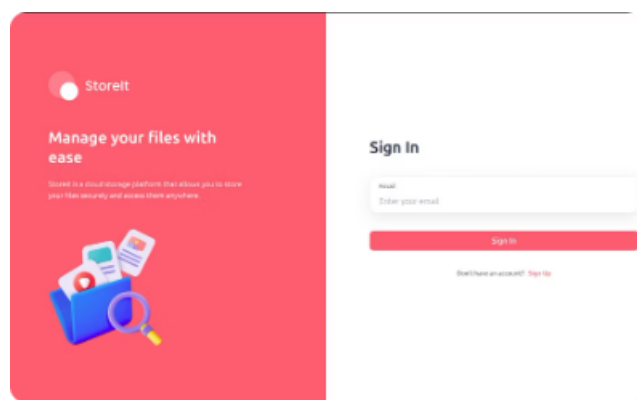 StoreIt
Manage your files with
ease
StoreIt is a cloud storage platform that allows you to store
your files securely and access them anywhere.
Sign In
Email
Enter your email
Sign In
Don't have an account? Sign Up